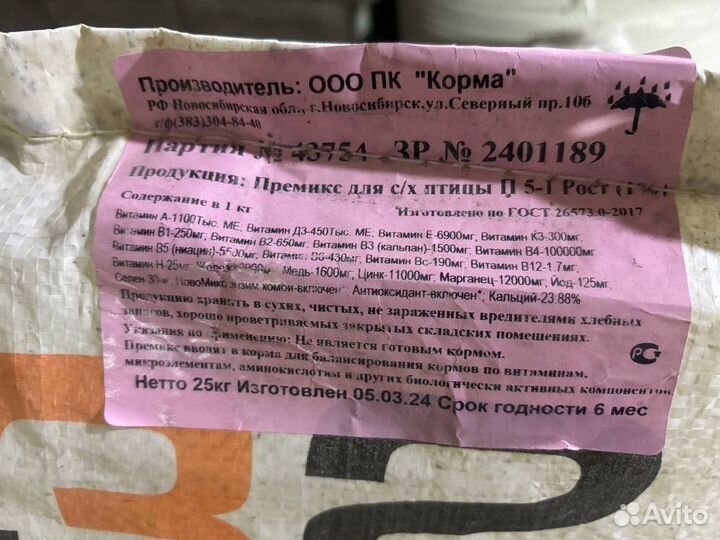 Производитель: ООО ПК "Корма"
РФ Новосибирская обл., г.Новосибирск,ул.Северный пр.10б
т/ф(383)304-84-40
Партия № 43754 ЗР № 2401189
Продукция: Премикс для с/х птицы П 5-1 Рост (1%)
Изготовлено по ГОСТ 26573.0-2017
Содержание в 1 кг
Витамин А-1100Тыс. МЕ; Витамин Д3-450Тыс. МЕ; Витамин Е-6900мг; Витамин К3-300мг;
Витамин В1-250мг; Витамин В2-650мг; Витамин В3 (кальпан)-1500мг; Витамин В4-100000мг
Витамин В5 (ниацин)-5500мг; Витамин В6-430мг; Витамин Вс-190мг; Витамин В12-1.7мг;
Витамин Н-25мг; Медь-1600мг; Цинк-11000мг; Марганец-12000мг; Йод-125мг;
Селен НовоМикс энзим комби-включен*; Антиоксидант-включен*; Кальций-23.88%
Продукцию хранить в сухих, чистых, не зараженных вредителями хлебных
запасов, хорошо проветриваемых закрытых складских помещениях.
Указания по применению: Не является готовым кормом.
Премикс вводят в корма для балансирования кормов по витаминам,
микроэлементам, аминокислотам и других биологически активных компонентов
Нетто 25кг Изготовлен 05.03.24 Срок годности 6 мес
Avito